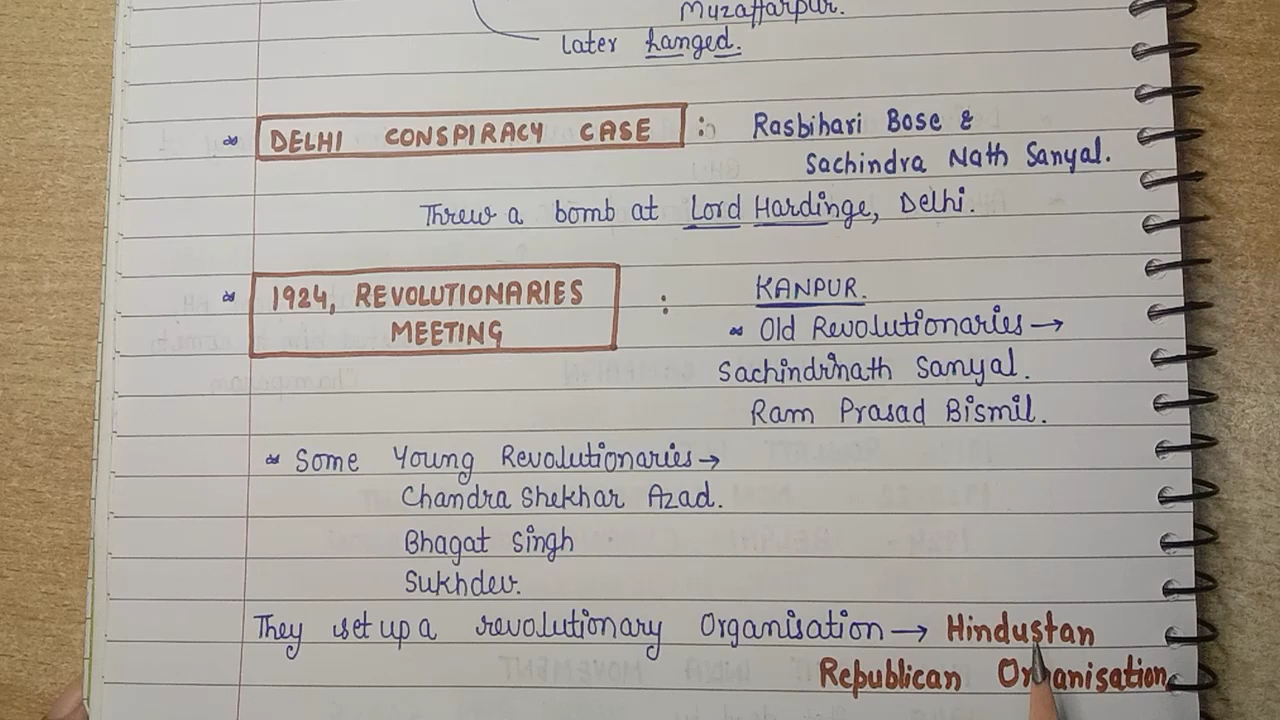 Muzaffarpur.
Later hanged.
DELHI CONSPIRACY CASE : Rasbihari Bose &
Sachindra Nath Sanyal.
Threw a bomb at Lord Hardinge, Delhi.
1924, REVOLUTIONARIES MEETING : KANPUR.
Old Revolutionaries →
Sachindrnath Sanyal.
Ram Prasad Bismil.
Some Young Revolutionaries →
Chandra Shekhar Azad.
Bhagat Singh
Sukhdev.
They set up a revolutionary Organisation → Hindustan
Republican Organisation